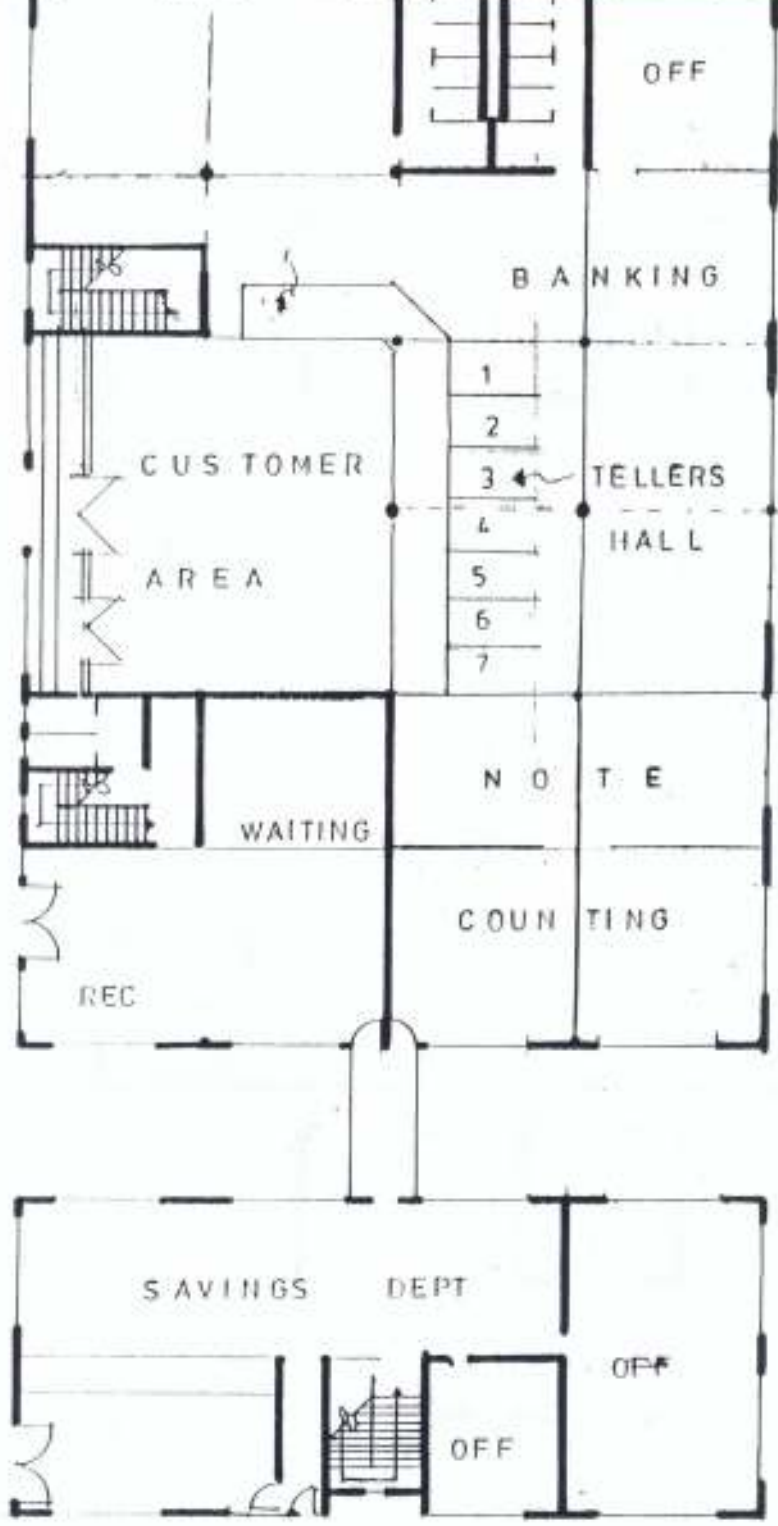 OFF
BANKING
1
2
CUSTOMER
3 TELLERS
4
HALL
AREA
5
6
7
NOTE
WAITING
COUNTING
REC
SAVINGS DEPT
OFF
OFF